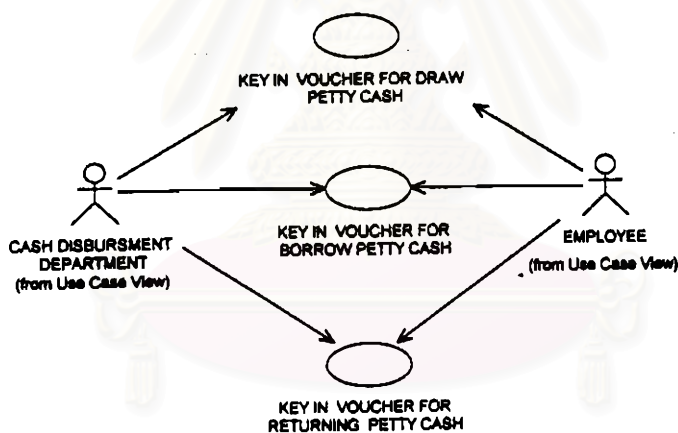 KEY IN VOUCHER FOR DRAW
PETTY CASH
CASH DISBURSMENT
DEPARTMENT
(from Use Case View)
KEY IN VOUCHER FOR
BORROW PETTY CASH
EMPLOYEE
(from Use Case View)
KEY IN VOUCHER FOR
RETURNING PETTY CASH